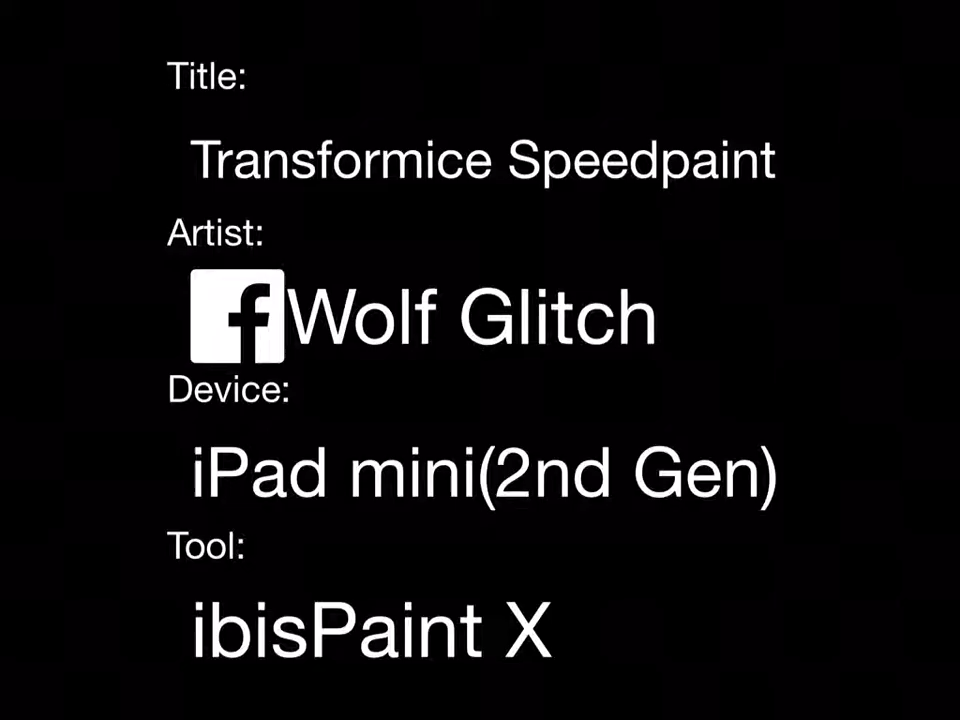 Title:
Transformice Speedpaint
Artist:
Wolf Glitch
Device:
iPad mini(2nd Gen)
Tool:
ibisPaint X